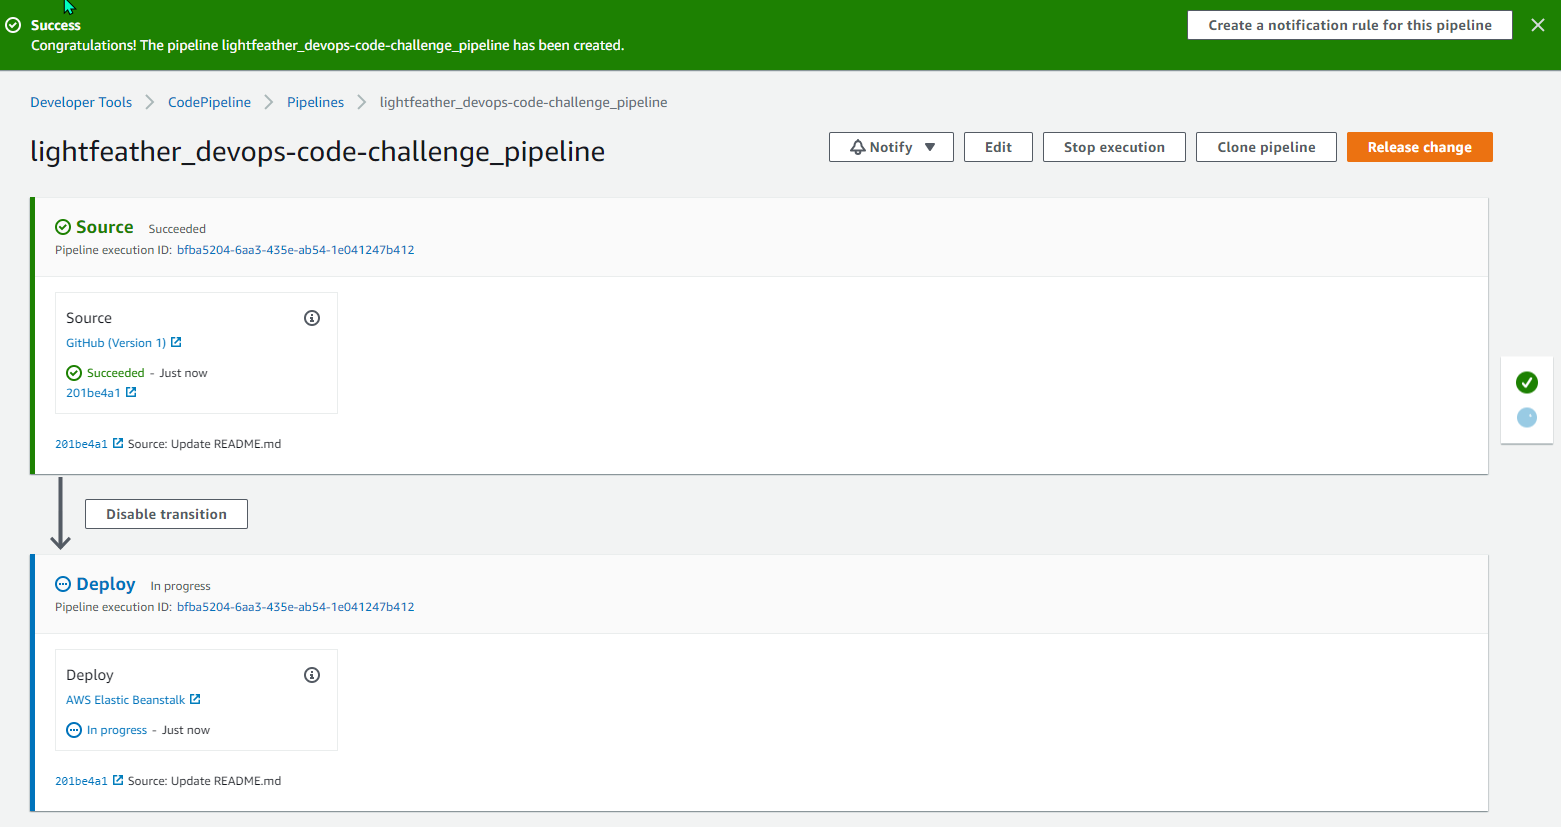 Success
Congratulations! The pipeline lightfeather_devops-code-challenge_pipeline has been created.
Create a notification rule for this pipeline
Developer Tools
CodePipeline
Pipelines
lightfeather_devops-code-challenge_pipeline
lightfeather_devops-code-challenge_pipeline
Notify
Edit
Stop execution
Clone pipeline
Release change
Source Succeeded
Pipeline execution ID: bfba5204-6aa3-435e-ab54-1e041247b412
Source
GitHub (Version 1)
Succeeded - Just now
201be4a1
201be4a1 Source: Update README.md
Disable transition
Deploy In progress
Pipeline execution ID: bfba5204-6aa3-435e-ab54-1e041247b412
Deploy
AWS Elastic Beanstalk
In progress - Just now
201be4a1 Source: Update README.md